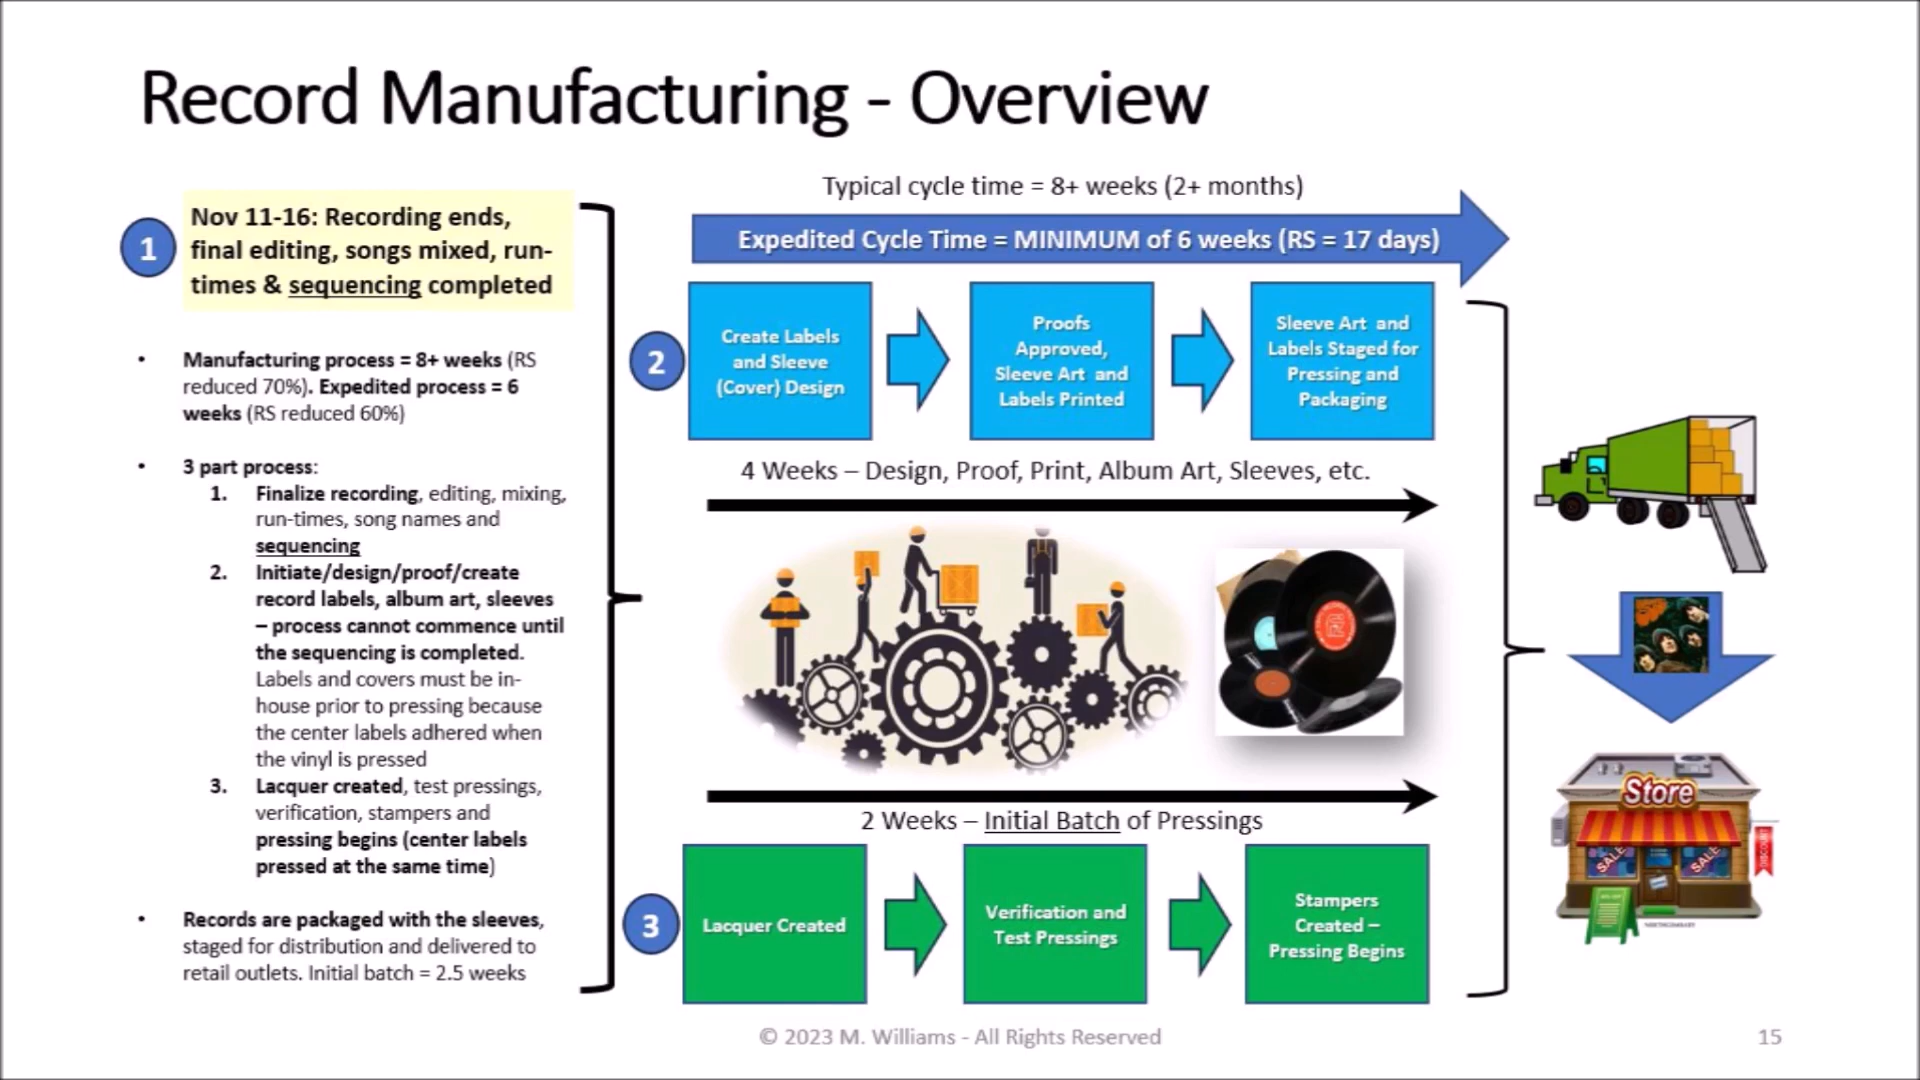 Record Manufacturing - Overview
1
Nov 11-16: Recording ends,
final editing, songs mixed, run-
times & sequencing completed
• Manufacturing process = 8+ weeks (RS
reduced 70%). Expedited process = 6
weeks (RS reduced 60%)
• 3 part process:
1. Finalize recording, editing, mixing,
run-times, song names and
sequencing
2. Initiate/design/proof/create
record labels, album art, sleeves
– process cannot commence until
the sequencing is completed.
Labels and covers must be in-
house prior to pressing because
the center labels adhered when
the vinyl is pressed
3. Lacquer created, test pressings,
verification, stampers and
pressing begins (center labels
pressed at the same time)
• Records are packaged with the sleeves,
staged for distribution and delivered to
retail outlets. Initial batch = 2.5 weeks
Typical cycle time = 8+ weeks (2+ months)
Expedited Cycle Time = MINIMUM of 6 weeks (RS = 17 days)
2
Create Labels
and Sleeve
(Cover) Design
Proofs
Approved,
Sleeve Art and
Labels Printed
Sleeve Art and
Labels Staged for
Pressing and
Packaging
4 Weeks – Design, Proof, Print, Album Art, Sleeves, etc.
2 Weeks – Initial Batch of Pressings
3
Lacquer Created
Verification and
Test Pressings
Stampers
Created –
Pressing Begins
Store
SALE
SALE
DISCOUNT
© 2023 M. Williams - All Rights Reserved
15